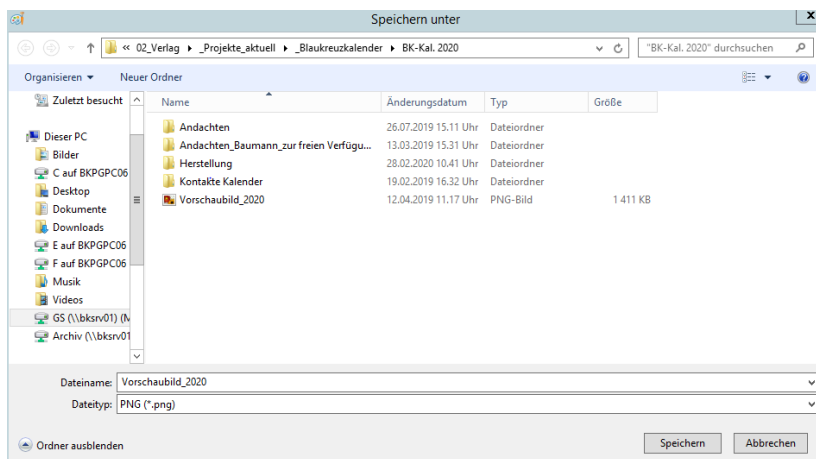 Speichern unter
« 02_Verlag ▸ _Projekte_aktuell ▸ _Blaukreuzkalender ▸ BK-Kal. 2020
"BK-Kal. 2020" durchsuchen
Organisieren Neuer Ordner
Zuletzt besucht
Dieser PC
Bilder
C auf BKPGPC06
Desktop
Dokumente
Downloads
E auf BKPGPC06
F auf BKPGPC06
Musik
Videos
GS (\\bksrv01) (M
Archiv (\\bksrv01
Name Änderungsdatum Typ Größe
Andachten 26.07.2019 15.11 Uhr Dateiordner
Andachten_Baumann_zur freien Verfügu... 13.03.2019 15.31 Uhr Dateiordner
Herstellung 28.02.2020 10.41 Uhr Dateiordner
Kontakte Kalender 19.02.2019 16.32 Uhr Dateiordner
Vorschaubild_2020 12.04.2019 11.17 Uhr PNG-Bild 1 411 KB
Dateiname: Vorschaubild_2020
Dateityp: PNG (*.png)
Ordner ausblenden
Speichern Abbrechen